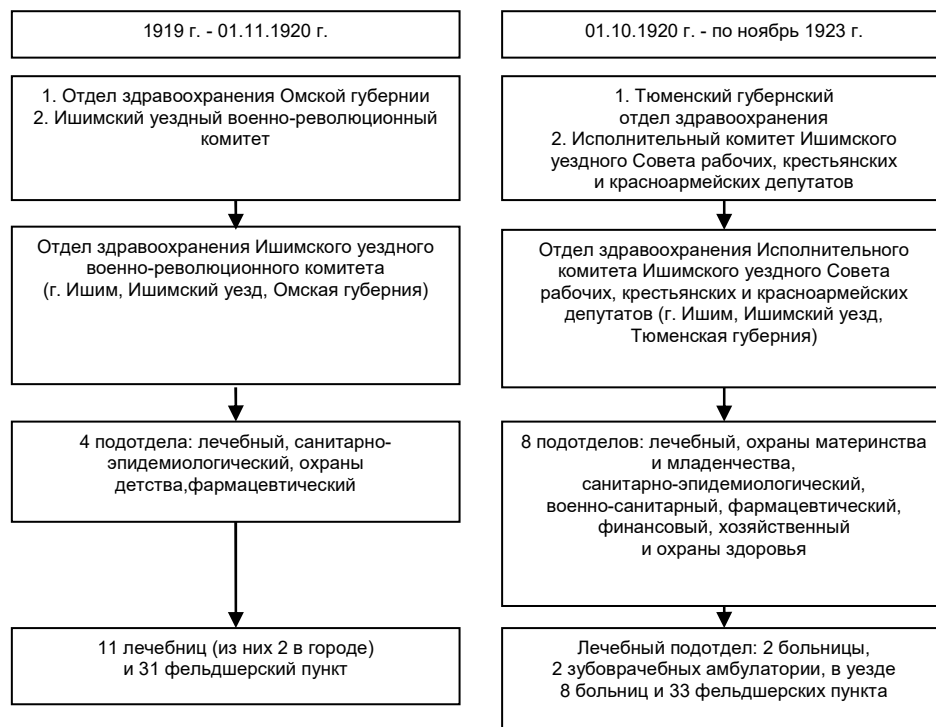 1919 г. - 01.11.1920 г.
1. Отдел здравоохранения Омской губернии
2. Ишимский уездный военно-революционный
комитет
Отдел здравоохранения Ишимского уездного
военно-революционного комитета
(г. Ишим, Ишимский уезд, Омская губерния)
4 подотдела: лечебный, санитарно-
эпидемиологический, охраны
детства,фармацевтический
11 лечебниц (из них 2 в городе)
и 31 фельдшерский пункт
01.10.1920 г. - по ноябрь 1923 г.
1. Тюменский губернский
отдел здравоохранения
2. Исполнительный комитет Ишимского
уездного Совета рабочих, крестьянских
и красноармейских депутатов
Отдел здравоохранения Исполнительного
комитета Ишимского уездного Совета
рабочих, крестьянских и красноармейских
депутатов (г. Ишим, Ишимский уезд,
Тюменская губерния)
8 подотделов: лечебный, охраны материнства
и младенчества,
санитарно-эпидемиологический,
военно-санитарный, фармацевтический,
финансовый, хозяйственный
и охраны здоровья
Лечебный подотдел: 2 больницы,
2 зубоврачебных амбулатории, в уезде
8 больниц и 33 фельдшерских пункта